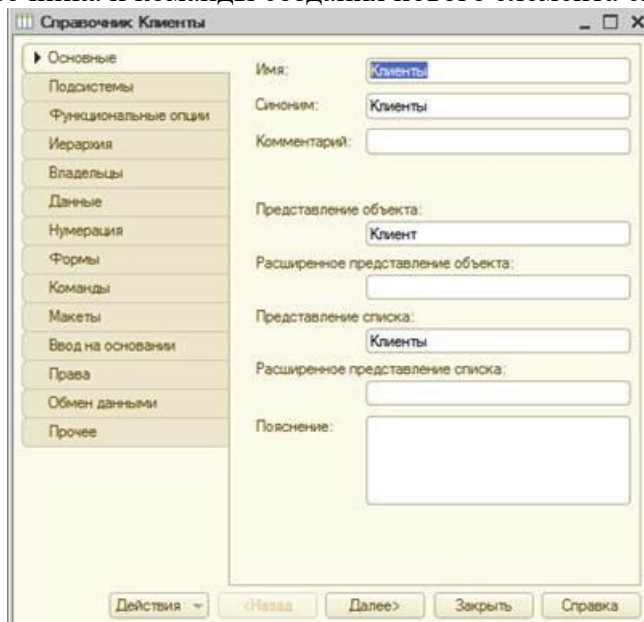 Справочник Клиенты
Основные
Подсистемы
Функциональные опции
Иерархия
Владельцы
Данные
Нумерация
Формы
Команды
Макеты
Ввод на основании
Права
Обмен данными
Прочее
Имя: Клиенты
Синоним: Клиенты
Комментарий:
Представление объекта:
Клиент
Расширенное представление объекта:
Представление списка:
Клиенты
Расширенное представление списка:
Пояснение:
Действия <Назад Далее> Закрыть Справка